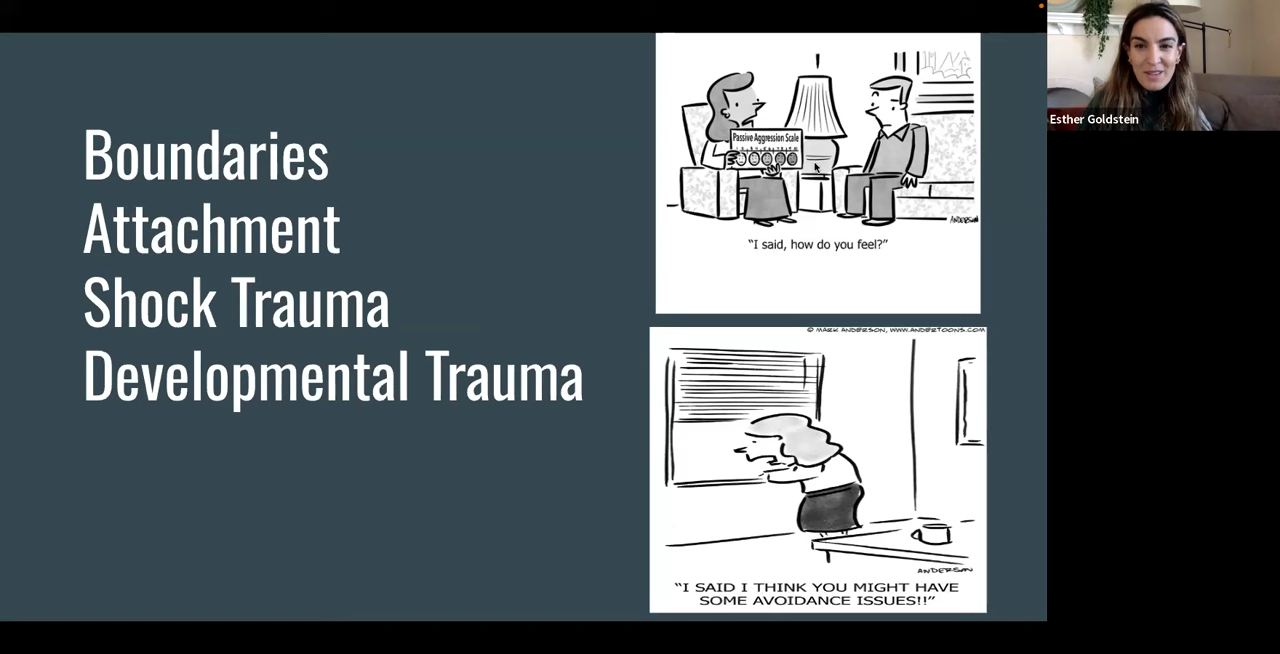 Boundaries
Attachment
Shock Trauma
Developmental Trauma
Passive Aggression Scale
ANDERSON
"I said, how do you feel?"
© MARK ANDERSON, WWW.ANDERTOONS.COM
ANDERSON
"I SAID I THINK YOU MIGHT HAVE
SOME AVOIDANCE ISSUES!!"
Esther Goldstein